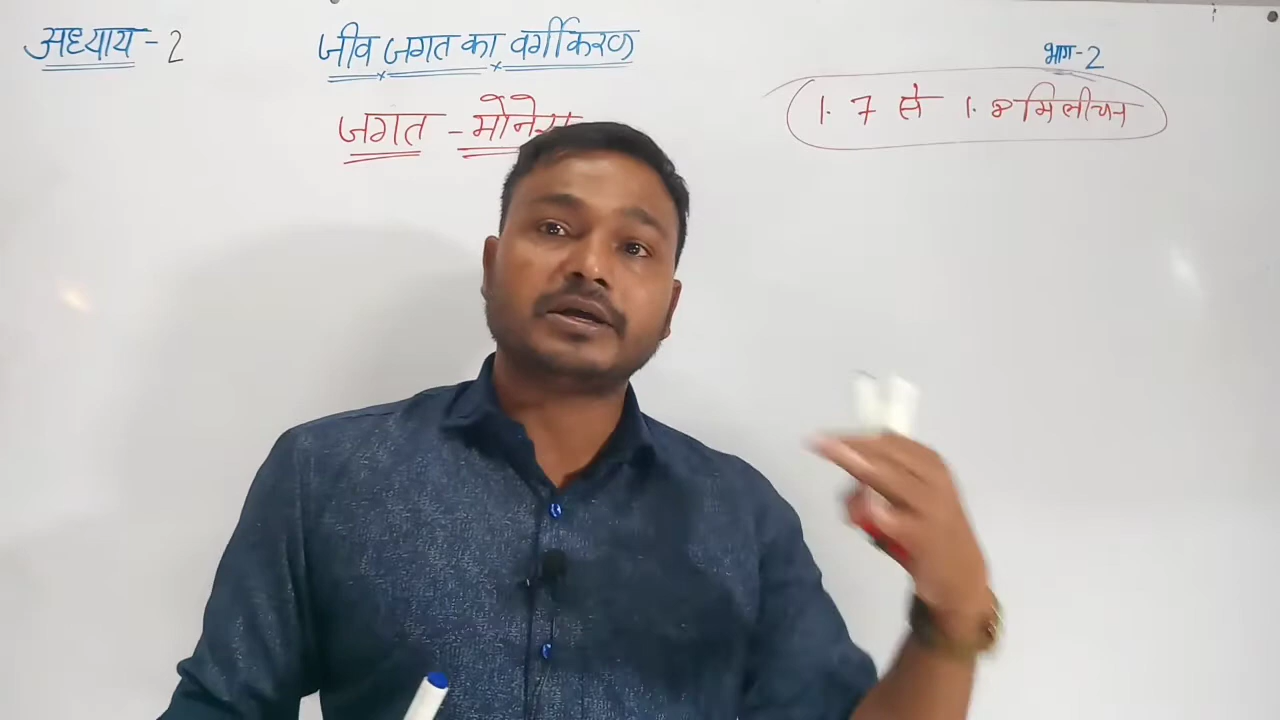 अध्याय - 2
जीव जगत का वर्गीकरण
भाग-2
जगत - मोनेरा
1.7 से 1.8 मिलीयन